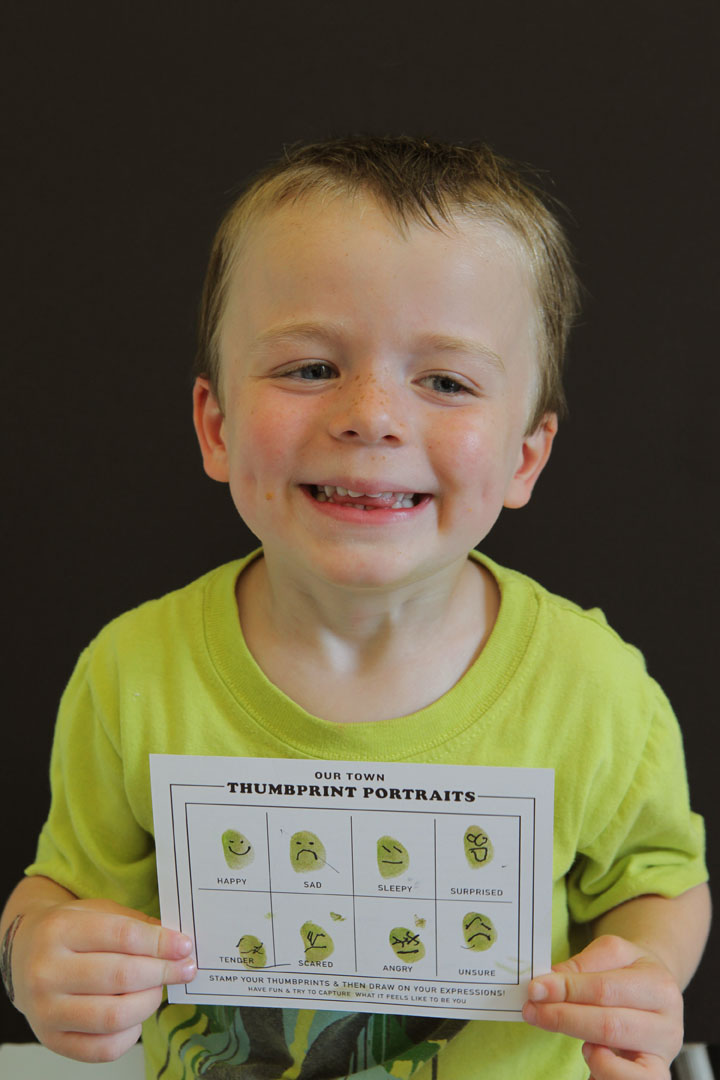 OUR TOWN
THUMBPRINT PORTRAITS
HAPPY SAD SLEEPY SURPRISED
TENDER SCARED ANGRY UNSURE
STAMP YOUR THUMBPRINTS & THEN DRAW ON YOUR EXPRESSIONS!
HAVE FUN & TRY TO CAPTURE WHAT IT FEELS LIKE TO BE YOU